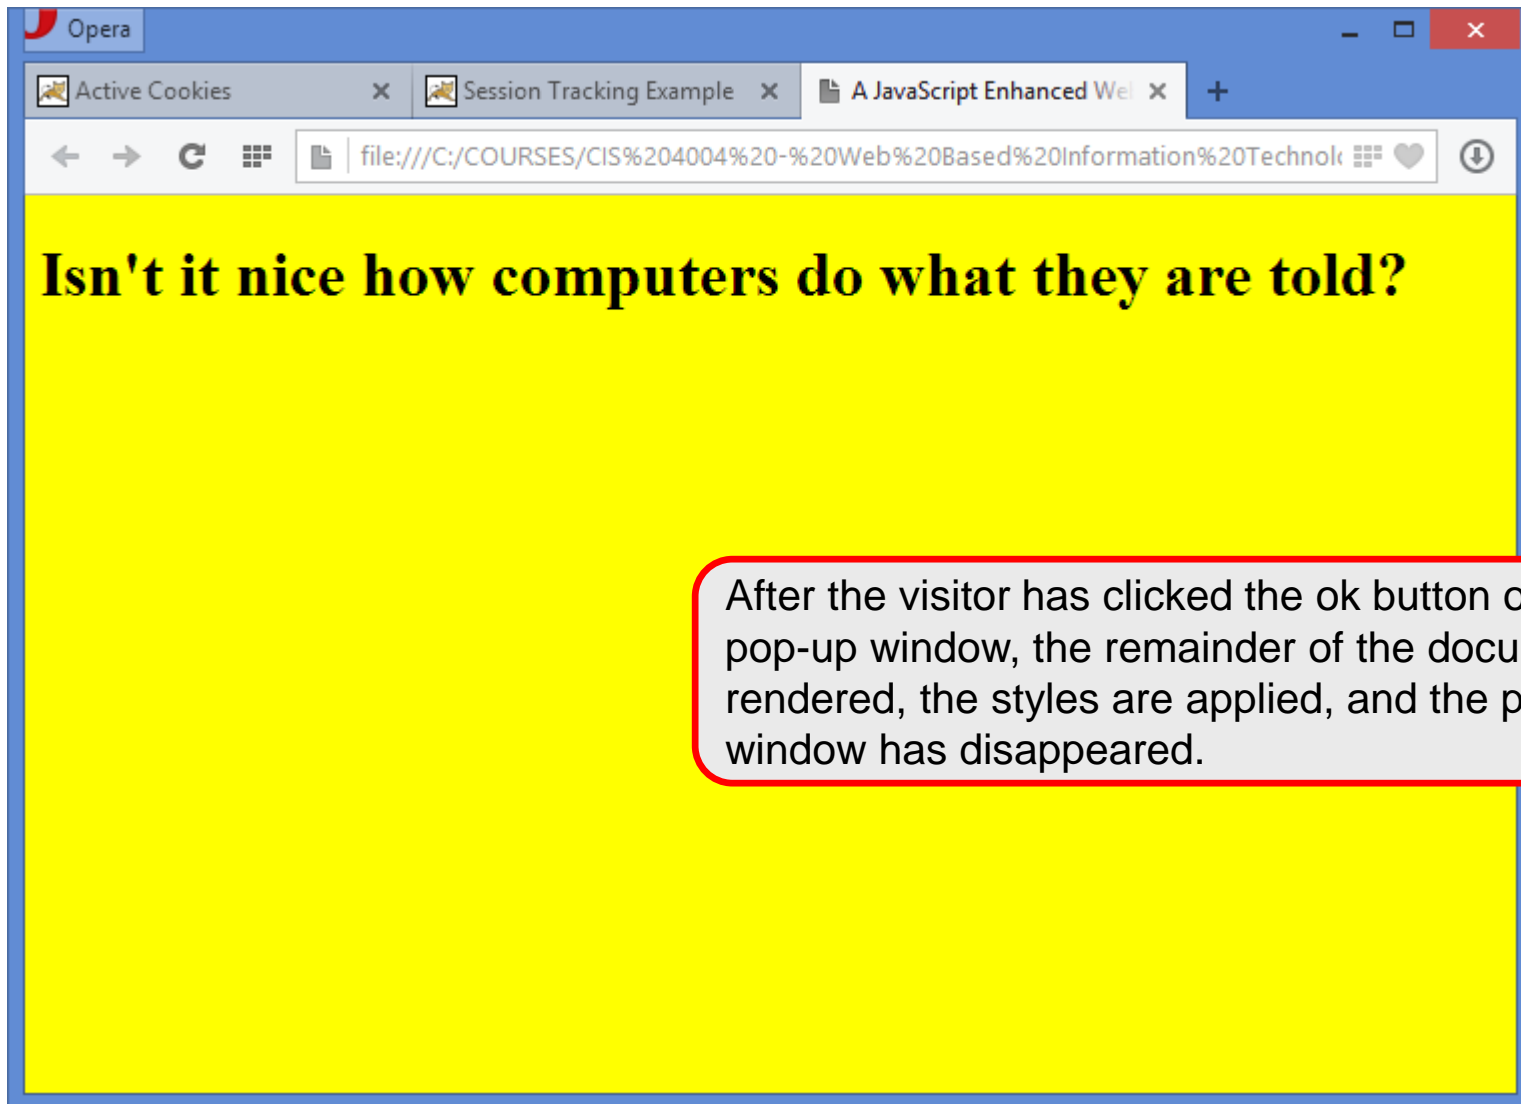 Opera
Active Cookies
Session Tracking Example
A JavaScript Enhanced
file:///C:/COURSES/CIS%204004%20-%20Web%20Based%20Information%20
Isn't it nice how computers do what they are told?
After the visitor has clicked the ok button
pop-up window, the remainder of the
rendered, the styles are applied, and the
window has disappeared.